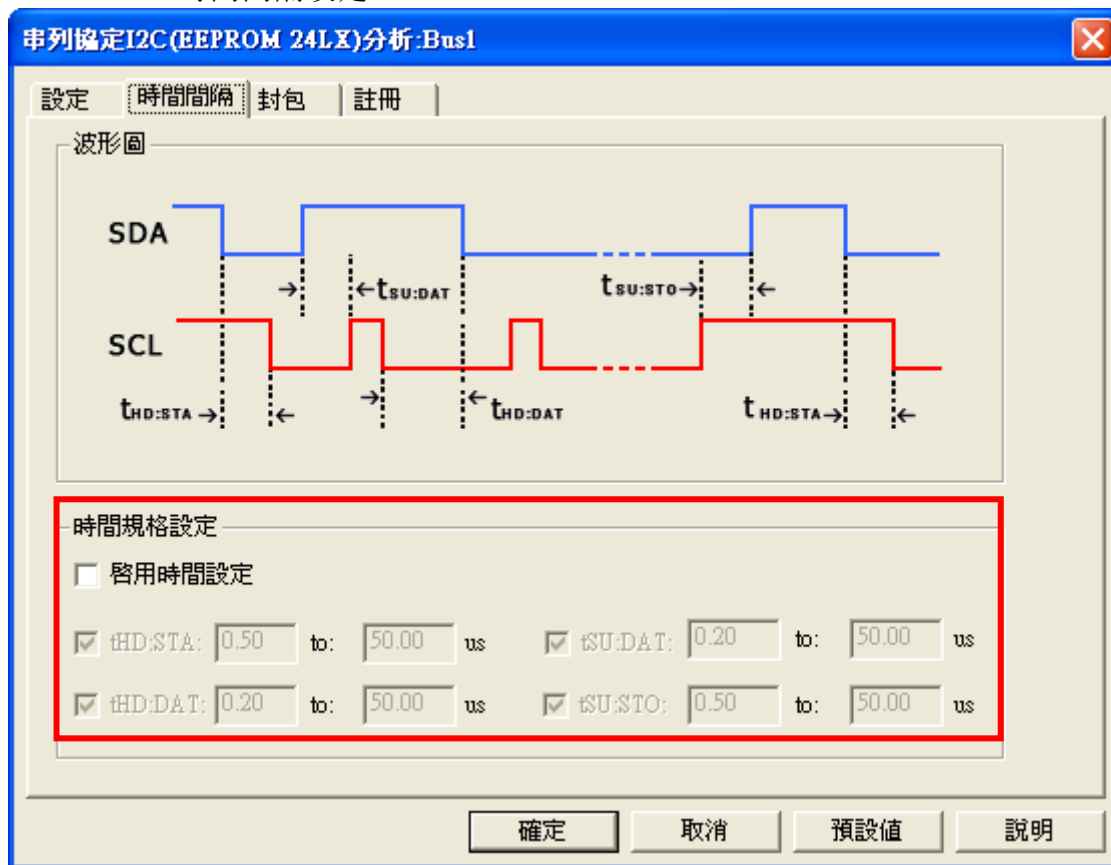 串列協定I2C(EEPROM 24LX)分析:Bus1
設定 時間間隔 封包 註冊
波形圖
SDA
tSU:DAT tSU:STO
SCL
tHD:STA tHD:DAT tHD:STA
時間規格設定
啓用時間設定
tHD:STA: 0.50 to: 50.00 us tSU:DAT: 0.20 to: 50.00 us
tHD:DAT: 0.20 to: 50.00 us tSU:STO: 0.50 to: 50.00 us
確定 取消 預設值 說明